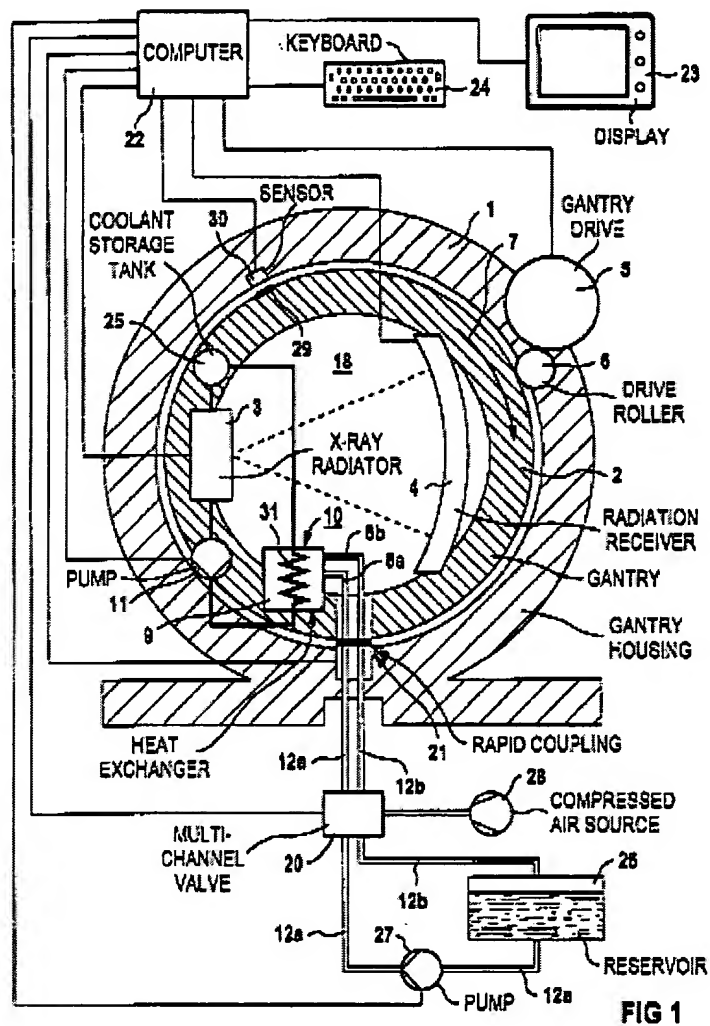 COMPUTER
22
KEYBOARD
24
23
DISPLAY
SENSOR
30
COOLANT
STORAGE
TANK
25
29
1
7
GANTRY
DRIVE
5
6
DRIVE
ROLLER
18
3
X-RAY
RADIATOR
4
2
RADIATION
RECEIVER
31
10
8b
8a
PUMP
11
9
GANTRY
GANTRY
HOUSING
HEAT
EXCHANGER
21
RAPID COUPLING
12a
12b
28
COMPRESSED
AIR SOURCE
MULTI-
CHANNEL
VALVE
20
12b
26
12a
27
PUMP
12a
RESERVOIR
FIG 1